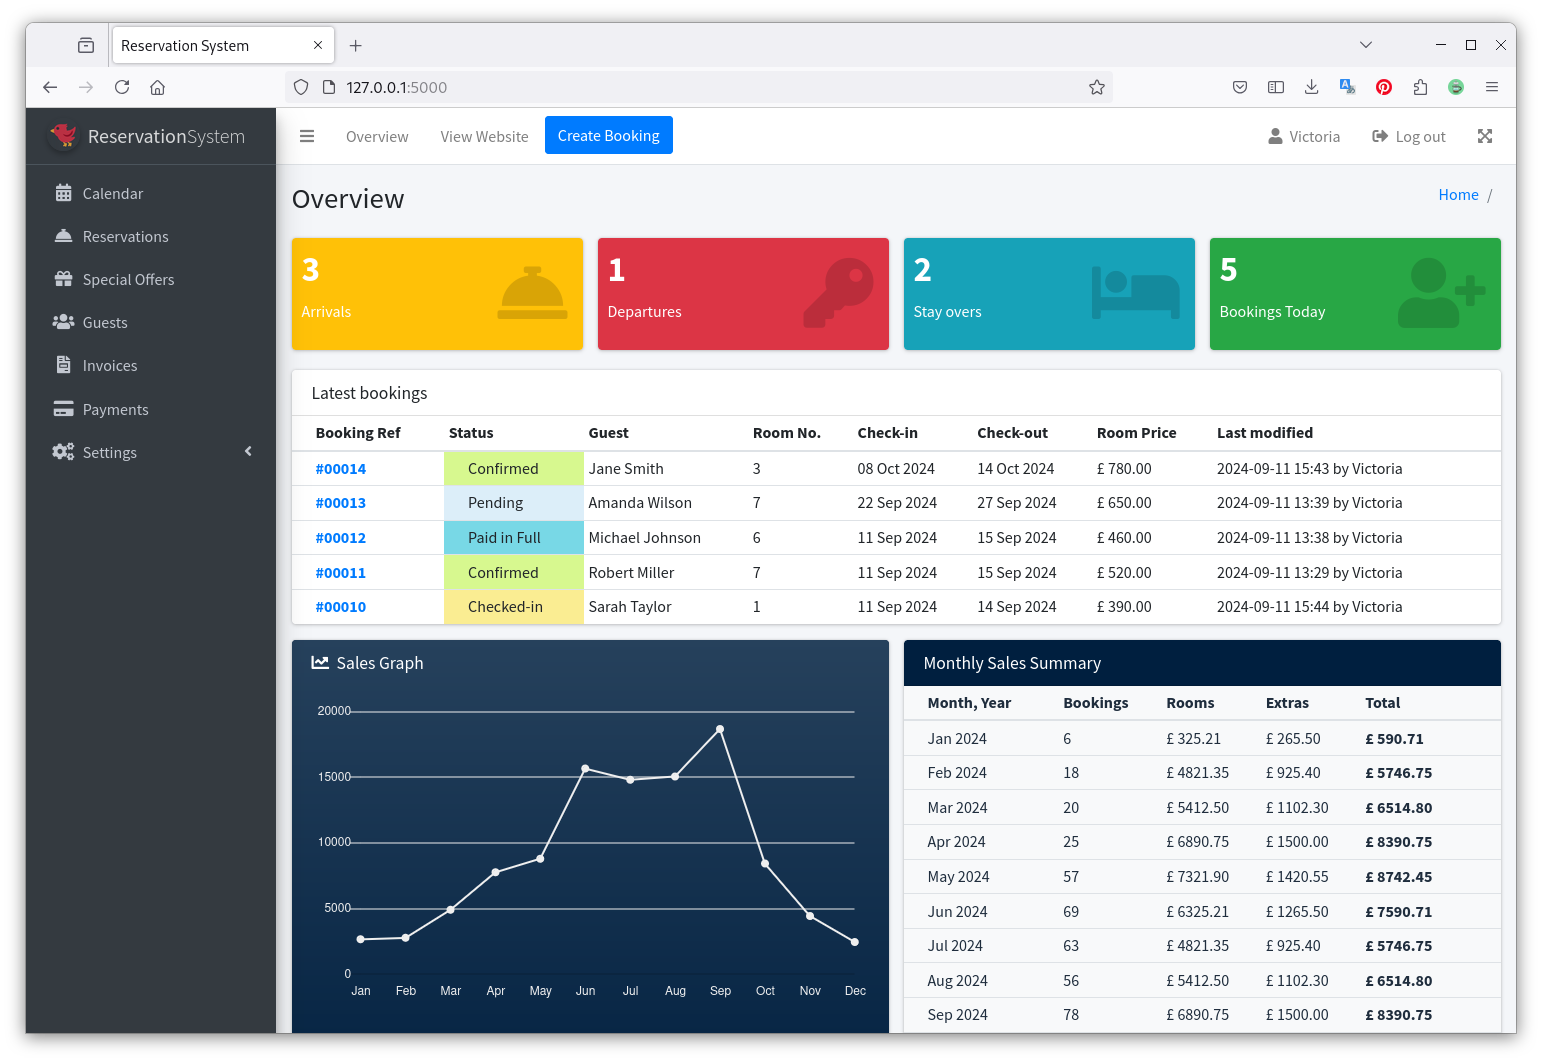 Reservation System
127.0.0.1:5000
ReservationSystem
Overview
View Website
Create Booking
Victoria
Log out
Calendar
Reservations
Special Offers
Guests
Invoices
Payments
Settings
Overview
Home /
3
Arrivals
1
Departures
2
Stay overs
5
Bookings Today
Latest bookings
Booking Ref Status Guest Room No. Check-in Check-out Room Price Last modified
#00014 Confirmed Jane Smith 3 08 Oct 2024 14 Oct 2024 £ 780.00 2024-09-11 15:43 by Victoria
#00013 Pending Amanda Wilson 7 22 Sep 2024 27 Sep 2024 £ 650.00 2024-09-11 13:39 by Victoria
#00012 Paid in Full Michael Johnson 6 11 Sep 2024 15 Sep 2024 £ 460.00 2024-09-11 13:38 by Victoria
#00011 Confirmed Robert Miller 7 11 Sep 2024 15 Sep 2024 £ 520.00 2024-09-11 13:29 by Victoria
#00010 Checked-in Sarah Taylor 1 11 Sep 2024 14 Sep 2024 £ 390.00 2024-09-11 15:44 by Victoria
Sales Graph
20000
15000
10000
5000
0
Jan Feb Mar Apr May Jun Jul Aug Sep Oct Nov Dec
Monthly Sales Summary
Month, Year Bookings Rooms Extras Total
Jan 2024 6 £ 325.21 £ 265.50 £ 590.71
Feb 2024 18 £ 4821.35 £ 925.40 £ 5746.75
Mar 2024 20 £ 5412.50 £ 1102.30 £ 6514.80
Apr 2024 25 £ 6890.75 £ 1500.00 £ 8390.75
May 2024 57 £ 7321.90 £ 1420.55 £ 8742.45
Jun 2024 69 £ 6325.21 £ 1265.50 £ 7590.71
Jul 2024 63 £ 4821.35 £ 925.40 £ 5746.75
Aug 2024 56 £ 5412.50 £ 1102.30 £ 6514.80
Sep 2024 78 £ 6890.75 £ 1500.00 £ 8390.75